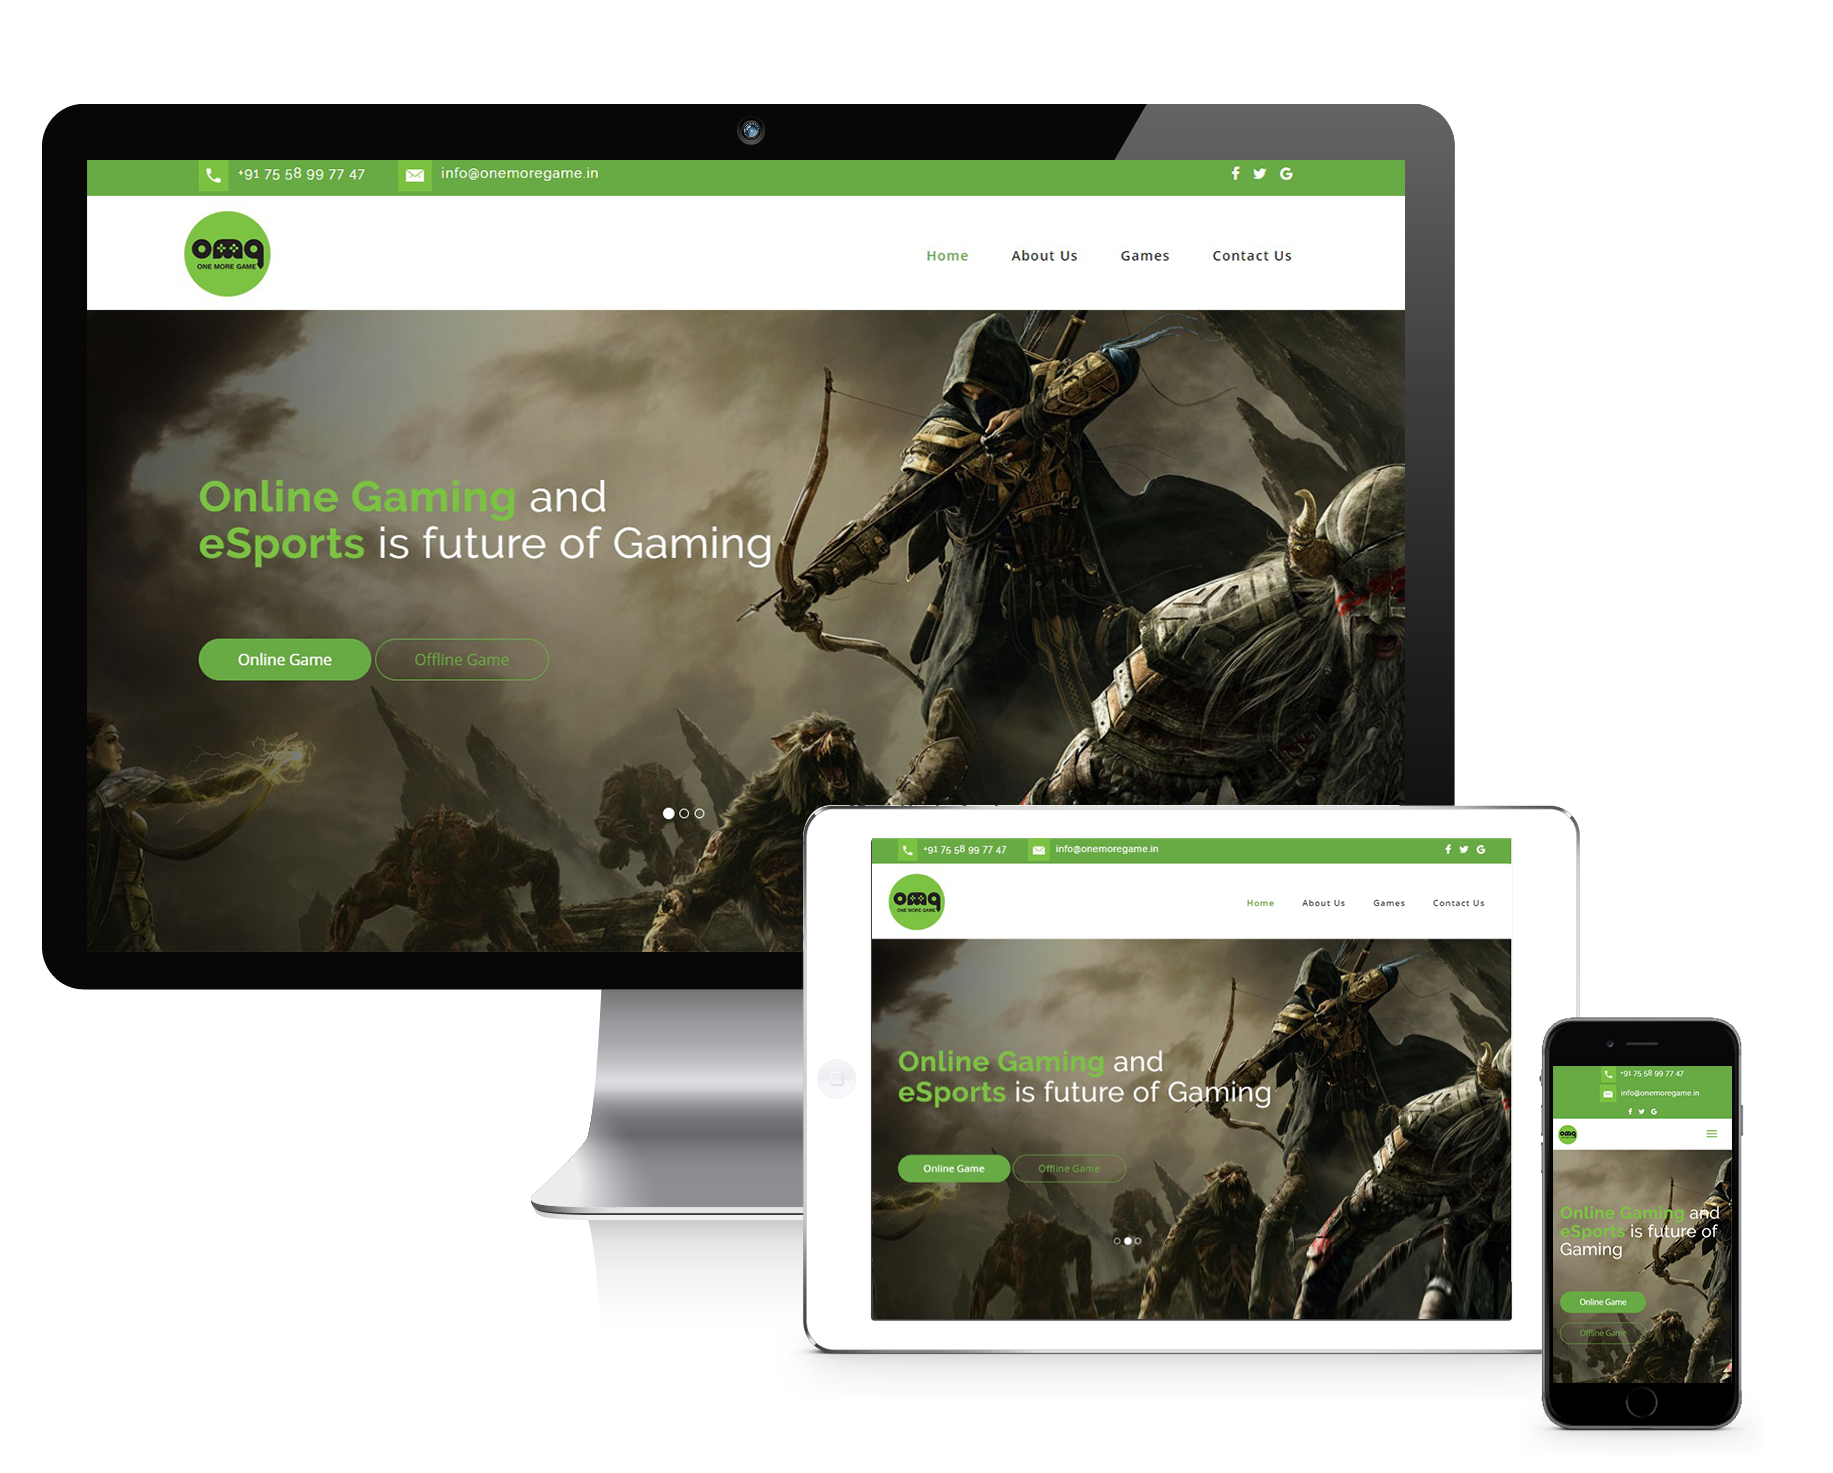 +91 75 58 99 77 47 info@onemoregame.in
omg
ONE MORE GAME
Home About Us Games Contact Us
Online Gaming and
eSports is future of Gaming
Online Game Offline Game
+91 75 58 99 77 47 info@onemoregame.in
omg
ONE MORE GAME
Home About Us Games Contact Us
Online Gaming and
eSports is future of Gaming
Online Game Offline Game
+91 75 58 99 77 47
info@onemoregame.in
omg
Online Gaming and
eSports is future of
Gaming
Online Game
Offline Game